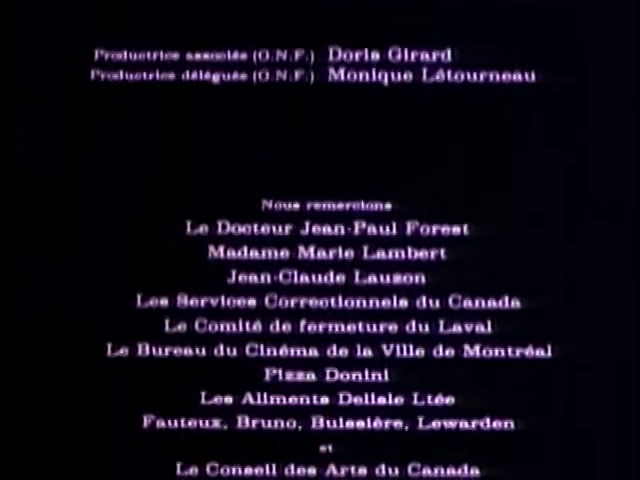 Productrice associée (O.N.F.) Doris Girard
Productrice déléguée (O.N.F.) Monique Létourneau
Nous remercions
Le Docteur Jean-Paul Forest
Madame Marie Lambert
Jean-Claude Lauzon
Les Services Correctionnels du Canada
Le Comité de fermeture du Laval
Le Bureau du Cinéma de la Ville de Montréal
Pizza Donini
Les Aliments Delisle Ltée
Fauteux, Bruno, Buissière, Lewarden
et
Le Conseil des Arts du Canada